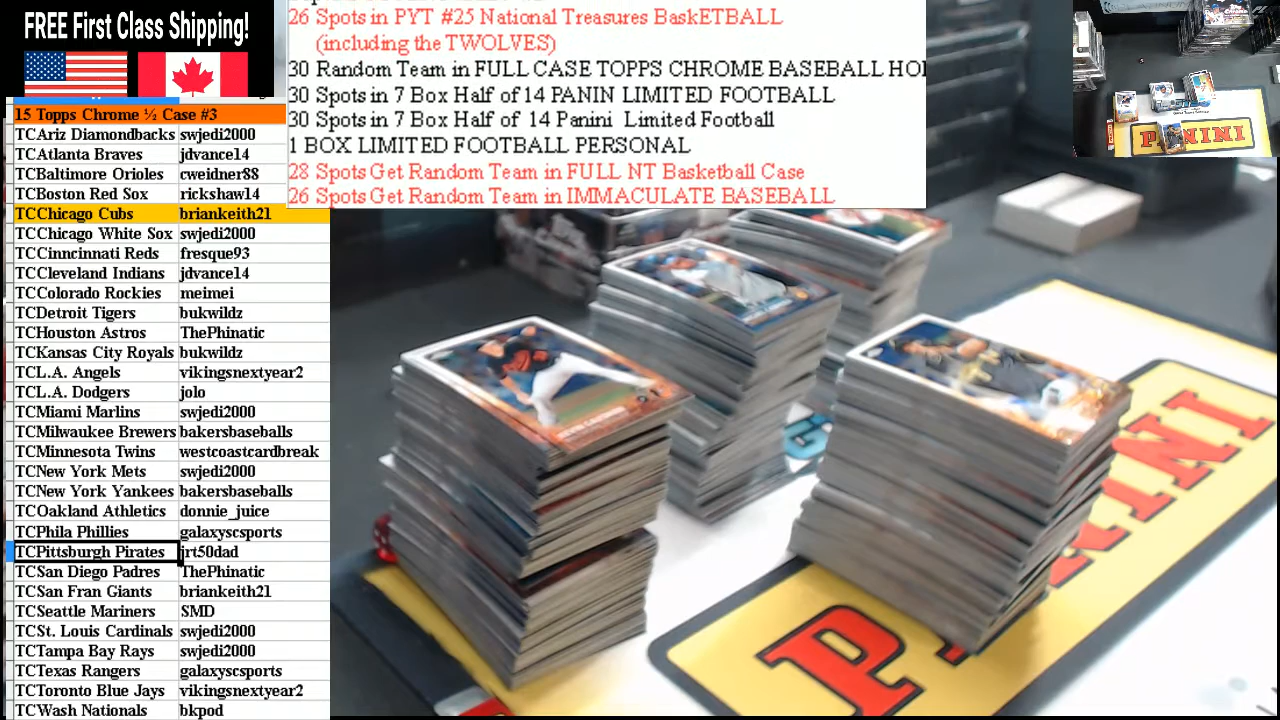 FREE First Class Shipping!
15 Topps Chrome ½ Case #3
TCAriz Diamondbacks swjedi2000
TCAtlanta Braves jdvance14
TCBaltimore Orioles cweidner88
TCBoston Red Sox rickshaw14
TCChicago Cubs briankeith21
TCChicago White Sox swjedi2000
TCCinncinnati Reds fresque93
TCCleveland Indians jdvance14
TCColorado Rockies meimei
TCDetroit Tigers bukwildz
TCHouston Astros ThePhinatic
TCKansas City Royals bukwildz
TCL.A. Angels vikingsnextyear2
TCL.A. Dodgers jolo
TCMiami Marlins swjedi2000
TCMilwaukee Brewers bakersbaseballs
TCMinnesota Twins westcoastcardbreak
TCNew York Mets swjedi2000
TCNew York Yankees bakersbaseballs
TCOakland Athletics donnie_juice
TCPhila Phillies galaxyscsports
TCPittsburgh Pirates jrt50dad
TCSan Diego Padres ThePhinatic
TCSan Fran Giants briankeith21
TCSeattle Mariners SMD
TCSt. Louis Cardinals swjedi2000
TCTampa Bay Rays swjedi2000
TCTexas Rangers galaxyscsports
TCToronto Blue Jays vikingsnextyear2
TCWash Nationals bkpod
26 Spots in PYT #25 National Treasures BaskETBALL
(including the TWOLVES)
30 Random Team in FULL CASE TOPPS CHROME BASEBALL HO
30 Spots in 7 Box Half of 14 PANIN LIMITED FOOTBALL
30 Spots in 7 Box Half of 14 Panini Limited Football
1 BOX LIMITED FOOTBALL PERSONAL
28 Spots Get Random Team in FULL NT Basketball Case
26 Spots Get Random Team in IMMACULATE BASEBALL
PANINI
PANINI